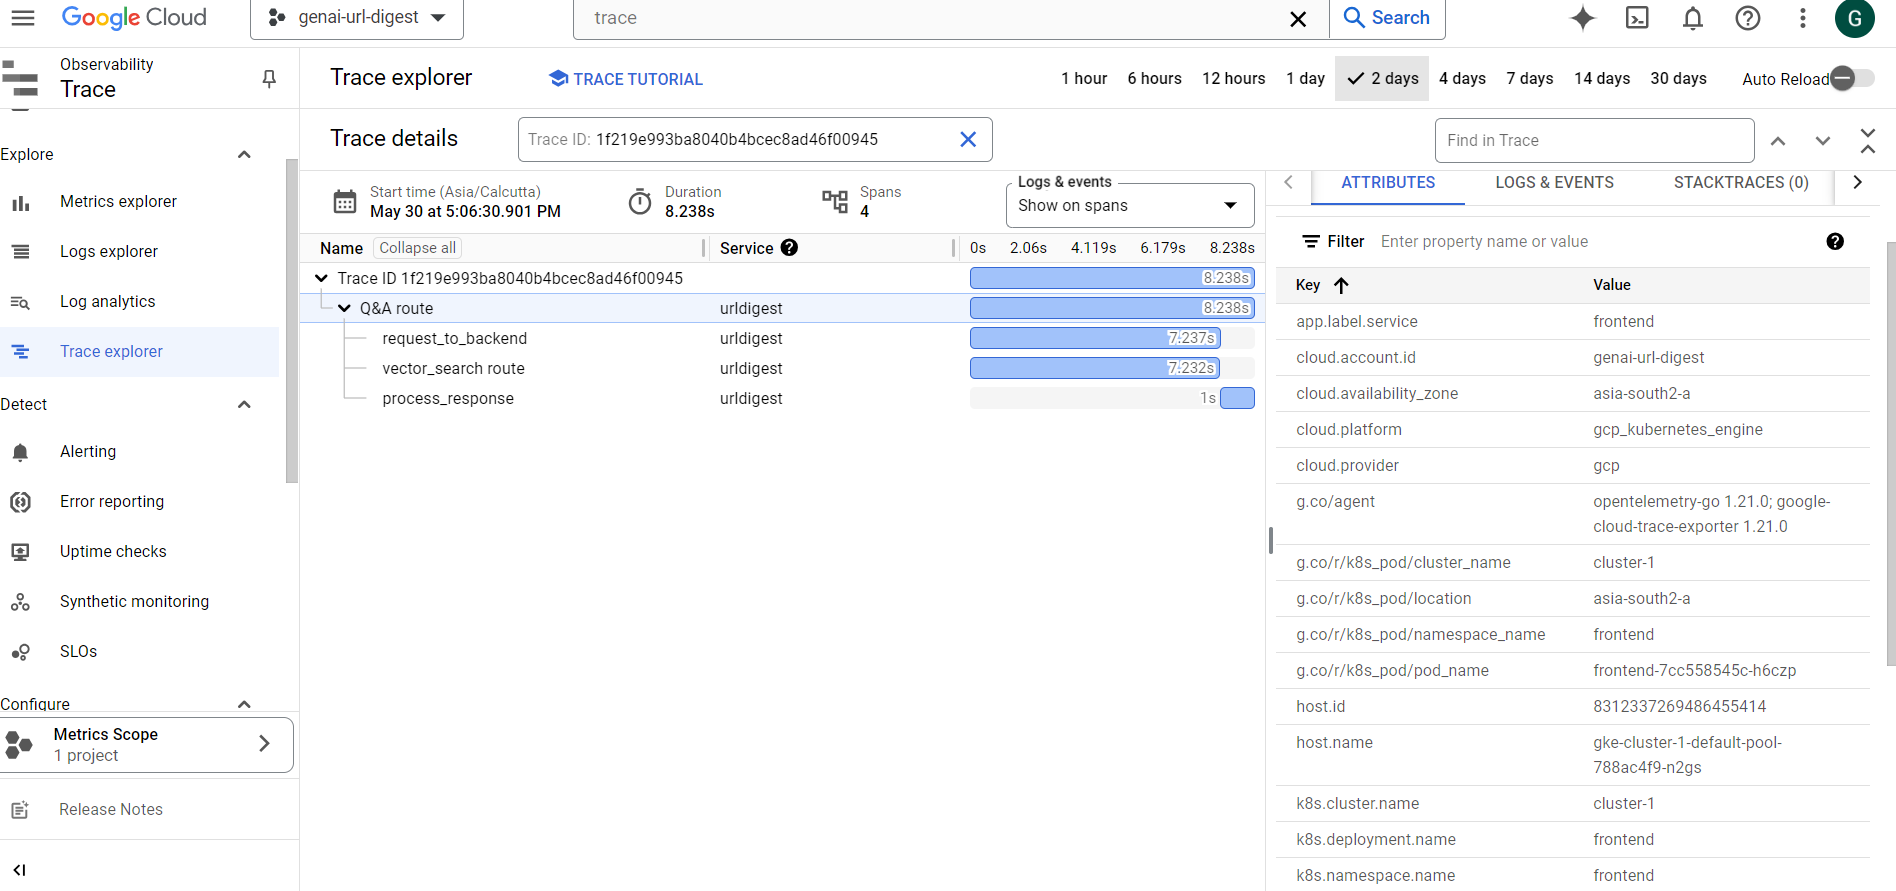 Google Cloud
genai-url-digest
trace
Search
G
Observability
Trace
Trace explorer
TRACE TUTORIAL
1 hour 6 hours 12 hours 1 day 2 days 4 days 7 days 14 days 30 days
Auto Reload
Explore
Metrics explorer
Logs explorer
Log analytics
Trace explorer
Detect
Alerting
Error reporting
Uptime checks
Synthetic monitoring
SLOs
Configure
Metrics Scope
1 project
Release Notes
Trace details
Trace ID: 1f219e993ba8040b4bcec8ad46f00945
Find in Trace
Start time (Asia/Calcutta)
May 30 at 5:06:30.901 PM
Duration
8.238s
Spans
4
Logs & events
Show on spans
Name Collapse all Service 0s 2.06s 4.119s 6.179s 8.238s
Trace ID 1f219e993ba8040b4bcec8ad46f00945 8.238s
Q&A route urldigest 8.238s
request_to_backend urldigest 7.237s
vector_search route urldigest 7.232s
process_response urldigest 1s
ATTRIBUTES LOGS & EVENTS STACKTRACES (0)
Filter Enter property name or value
Key Value
app.label.service frontend
cloud.account.id genai-url-digest
cloud.availability_zone asia-south2-a
cloud.platform gcp_kubernetes_engine
cloud.provider gcp
g.co/agent opentelemetry-go 1.21.0; google-
cloud-trace-exporter 1.21.0
g.co/r/k8s_pod/cluster_name cluster-1
g.co/r/k8s_pod/location asia-south2-a
g.co/r/k8s_pod/namespace_name frontend
g.co/r/k8s_pod/pod_name frontend-7cc558545c-h6czp
host.id 8312337269486455414
host.name gke-cluster-1-default-pool-
788ac4f9-n2gs
k8s.cluster.name cluster-1
k8s.deployment.name frontend
k8s.namespace.name frontend